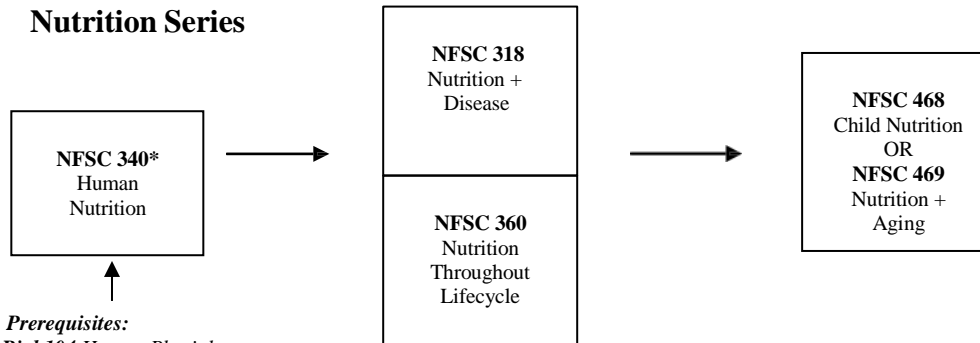 Nutrition Series
NFSC 340*
Human
Nutrition
Prerequisites:
NFSC 318
Nutrition +
Disease
NFSC 360
Nutrition
Throughout
Lifecycle
NFSC 468
Child Nutrition
OR
NFSC 469
Nutrition +
Aging